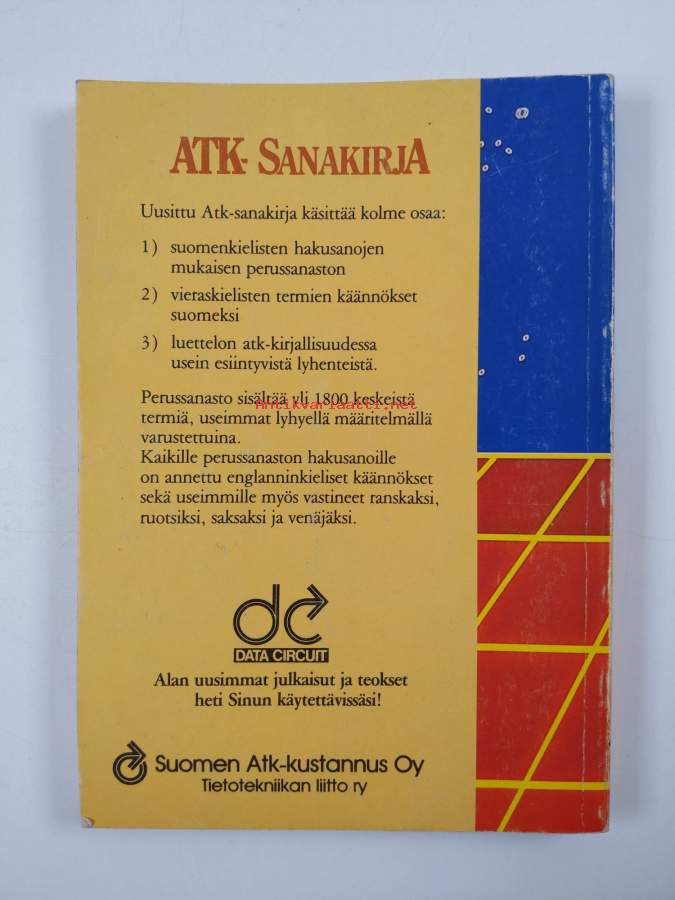 ATK-SANAKIRJA
Uusittu Atk-sanakirja käsittää kolme osaa:
1) suomenkielisten hakusanojen
mukaisen perussanaston
2) vieraskielisten termien käännökset
suomeksi
3) luettelon atk-kirjallisuudessa
usein esiintyvistä lyhenteistä.
Perussanasto sisältää yli 1800 keskeistä
Antikvariaatti.net
termiä, useimmat lyhyellä määritelmällä
varustettuina.
Kaikille perussanaston hakusanoille
on annettu englanninkieliset käännökset
sekä useimmille myös vastineet ranskaksi,
ruotsiksi, saksaksi ja venäjäksi.
dc
DATA CIRCUIT
Alan uusimmat julkaisut ja teokset
heti Sinun käytettävissäsi!
Suomen Atk-kustannus Oy
Tietotekniikan liitto ry